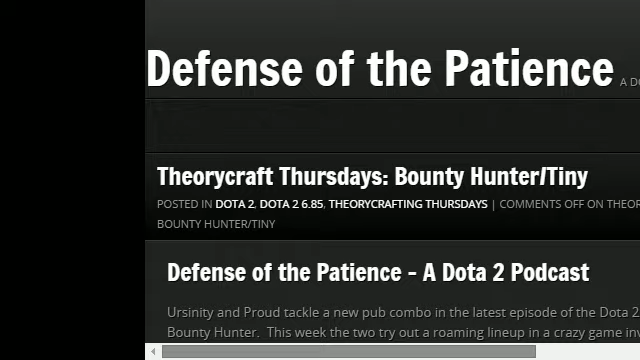 Defense of the Patience A DO
Theorycraft Thursdays: Bounty Hunter/Tiny
POSTED IN DOTA 2, DOTA 2 6.85, THEORYCRAFTING THURSDAYS | COMMENTS OFF ON THEOR
BOUNTY HUNTER/TINY
Defense of the Patience – A Dota 2 Podcast
Ursinity and Proud tackle a new pub combo in the latest episode of the Dota 2
Bounty Hunter. This week the two try out a roaming lineup in a crazy game inv